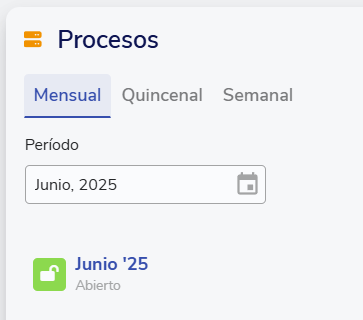 Procesos
Mensual Quincenal Semanal
Período
Junio, 2025
Junio '25
Abierto